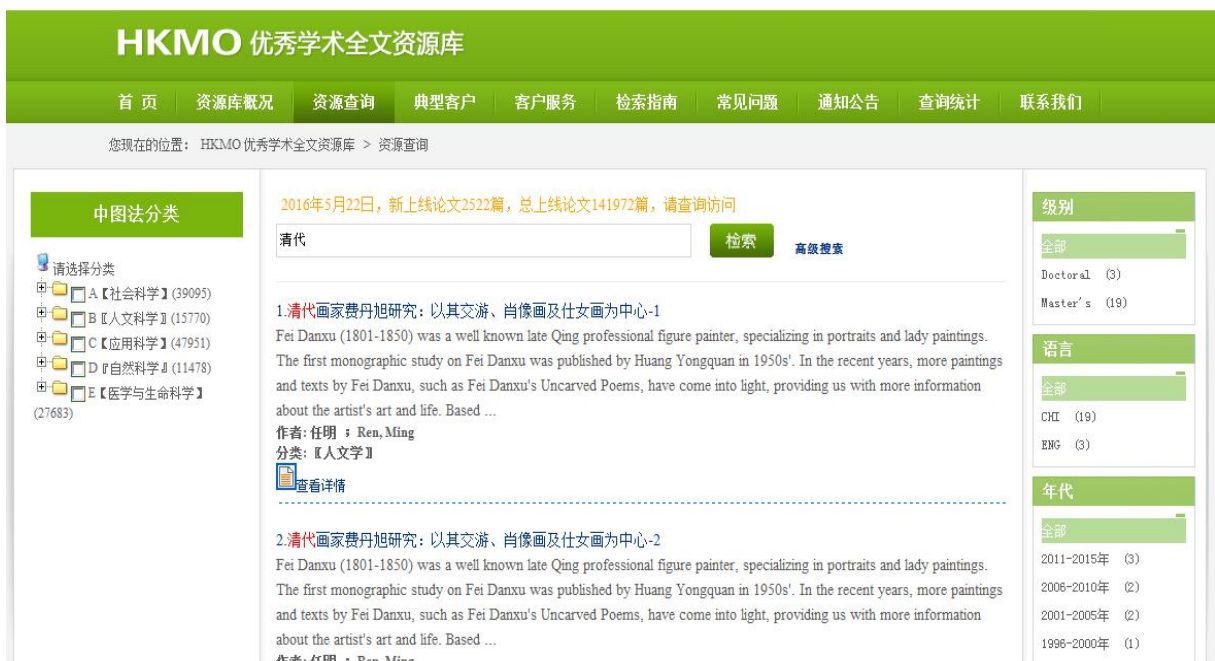 HKMO 优秀学术全文资源库
首 页 资源库概况 资源查询 典型客户 客户服务 检索指南 常见问题 通知公告 查询统计 联系我们
您现在的位置： HKMO 优秀学术全文资源库 > 资源查询
中图法分类
请选择分类
A【社会科学】(39095)
B〖人文科学〗(15770)
C【应用科学】(47951)
D『自然科学』(11478)
E【医学与生命科学】
(27683)
2016年5月22日，新上线论文2522篇，总上线论文141972篇，请查询访问
清代
检索
高级搜索
1.清代画家费丹旭研究：以其交游、肖像画及仕女画为中心-1
Fei Danxu (1801-1850) was a well known late Qing professional figure painter, specializing in portraits and lady paintings.
The first monographic study on Fei Danxu was published by Huang Yongquan in 1950s'. In the recent years, more paintings
and texts by Fei Danxu, such as Fei Danxu's Uncarved Poems, have come into light, providing us with more information
about the artist's art and life. Based ...
作者: 任明 ; Ren, Ming
分类:〖人文学〗
查看详情
2.清代画家费丹旭研究：以其交游、肖像画及仕女画为中心-2
Fei Danxu (1801-1850) was a well known late Qing professional figure painter, specializing in portraits and lady paintings.
The first monographic study on Fei Danxu was published by Huang Yongquan in 1950s'. In the recent years, more paintings
and texts by Fei Danxu, such as Fei Danxu's Uncarved Poems, have come into light, providing us with more information
about the artist's art and life. Based ...
作者: 任明 ; Ren, Ming
级别
全部
Doctoral (3)
Master's (19)
语言
全部
CHI (19)
ENG (3)
年代
全部
2011-2015年 (3)
2006-2010年 (2)
2001-2005年 (2)
1996-2000年 (1)